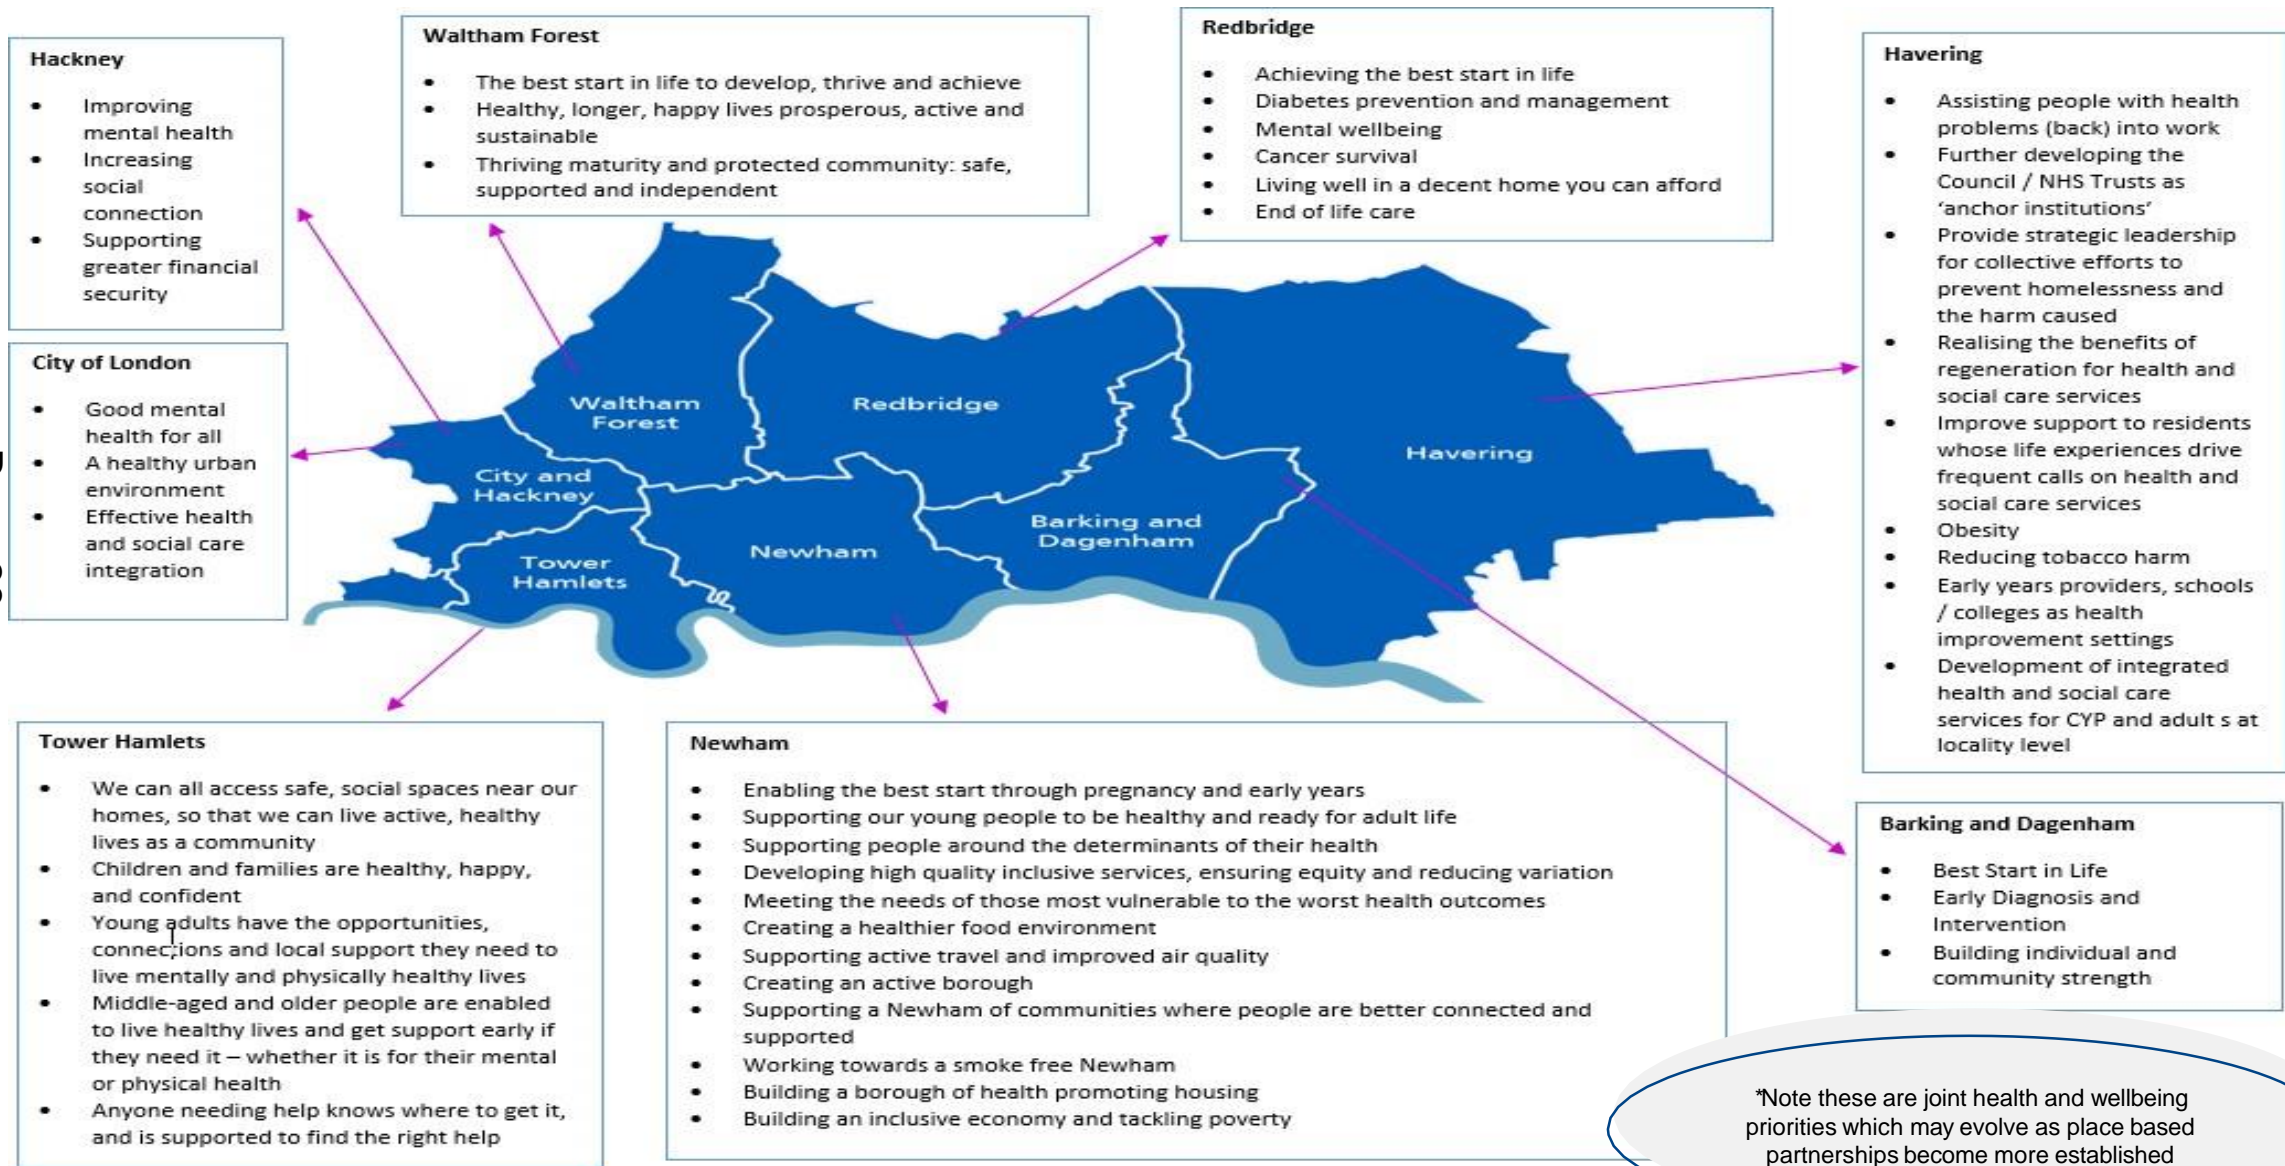 Hackney
• Improving
mental health
• Increasing
social
connection
• Supporting
greater financial
security
Waltham Forest
• The best start in life to develop, thrive and achieve
• Healthy, longer, happy lives prosperous, active and
sustainable
• Thriving maturity and protected community: safe,
supported and independent
Redbridge
• Achieving the best start in life
• Diabetes prevention and management
• Mental wellbeing
• Cancer survival
• Living well in a decent home you can afford
• End of life care
Havering
• Assisting people with health
problems (back) into work
• Further developing the
Council / NHS Trusts as
‘anchor institutions’
• Provide strategic leadership
for collective efforts to
prevent homelessness and
the harm caused
• Realising the benefits of
regeneration for health and
social care services
• Improve support to residents
whose life experiences drive
frequent calls on health and
social care services
• Obesity
• Reducing tobacco harm
• Early years providers, schools
/ colleges as health
improvement settings
• Development of integrated
health and social care
services for CYP and adult s at
locality level
City of London
• Good mental
health for all
• A healthy urban
environment
• Effective health
and social care
integration
Waltham
Forest
Redbridge
Havering
City and
Hackney
Tower
Hamlets
Newham
Barking and
Dagenham
Tower Hamlets
• We can all access safe, social spaces near our
homes, so that we can live active, healthy
lives as a community
• Children and families are healthy, happy,
and confident
• Young adults have the opportunities,
connections and local support they need to
live mentally and physically healthy lives
• Middle-aged and older people are enabled
to live healthy lives and get support early if
they need it – whether it is for their mental
or physical health
• Anyone needing help knows where to get it,
and is supported to find the right help
Newham
• Enabling the best start through pregnancy and early years
• Supporting our young people to be healthy and ready for adult life
• Supporting people around the determinants of their health
• Developing high quality inclusive services, ensuring equity and reducing variation
• Meeting the needs of those most vulnerable to the worst health outcomes
• Creating a healthier food environment
• Supporting active travel and improved air quality
• Creating an active borough
• Supporting a Newham of communities where people are better connected and
supported
• Working towards a smoke free Newham
• Building a borough of health promoting housing
• Building an inclusive economy and tackling poverty
Barking and Dagenham
• Best Start in Life
• Early Diagnosis and
Intervention
• Building individual and
community strength
*Note these are joint health and wellbeing
priorities which may evolve as place based
partnerships become more established